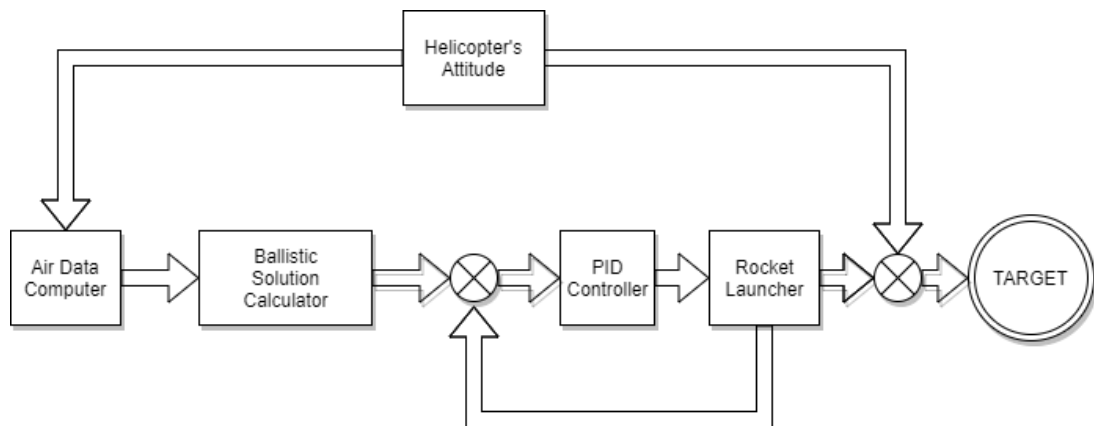 Helicopter's
Attitude
Air Data
Computer
Ballistic
Solution
Calculator
PID
Controller
Rocket
Launcher
TARGET